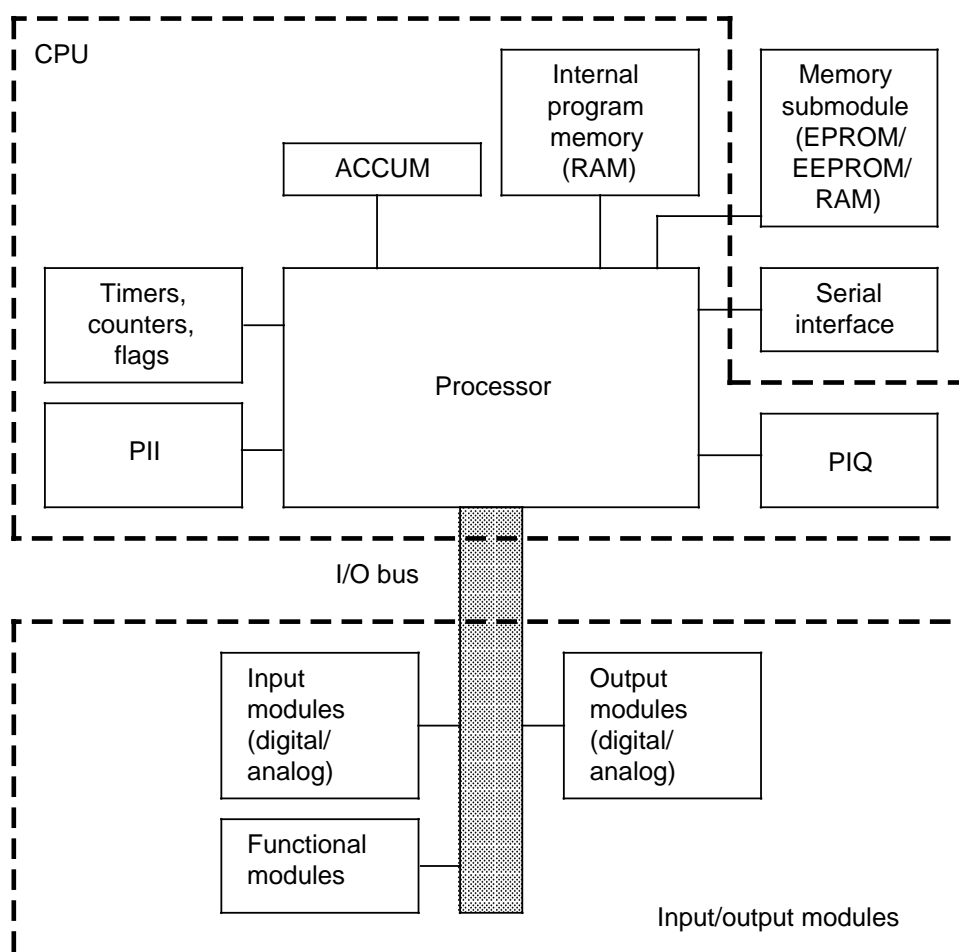 CPU
Internal
program
memory
(RAM)
Memory
submodule
(EPROM/
EEPROM/
RAM)
ACCUM
Timers,
counters,
flags
Processor
Serial
interface
PII
PIQ
I/O bus
Input
modules
(digital/
analog)
Output
modules
(digital/
analog)
Functional
modules
Input/output modules